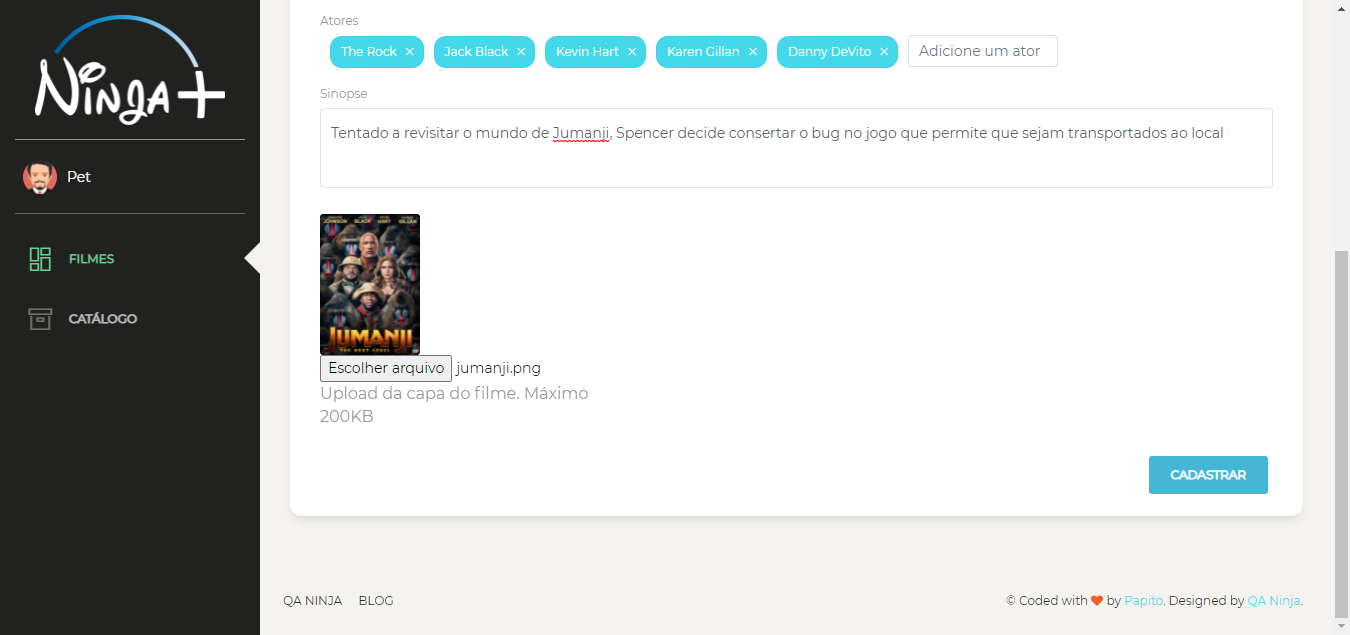 Ninja+
Pet
FILMES
CATÁLOGO
Atores
The Rock × Jack Black × Kevin Hart × Karen Gillan × Danny DeVito × Adicione um ator
Sinopse
Tentado a revisitar o mundo de Jumanji, Spencer decide consertar o bug no jogo que permite que sejam transportados ao local
JOHNSON BLACK HART GILLAN
JUMANJI
THE NEXT LEVEL
Escolher arquivo jumanji.png
Upload da capa do filme. Máximo
200KB
CADASTRAR
QA NINJA BLOG
© Coded with ❤ by Papito. Designed by QA Ninja.